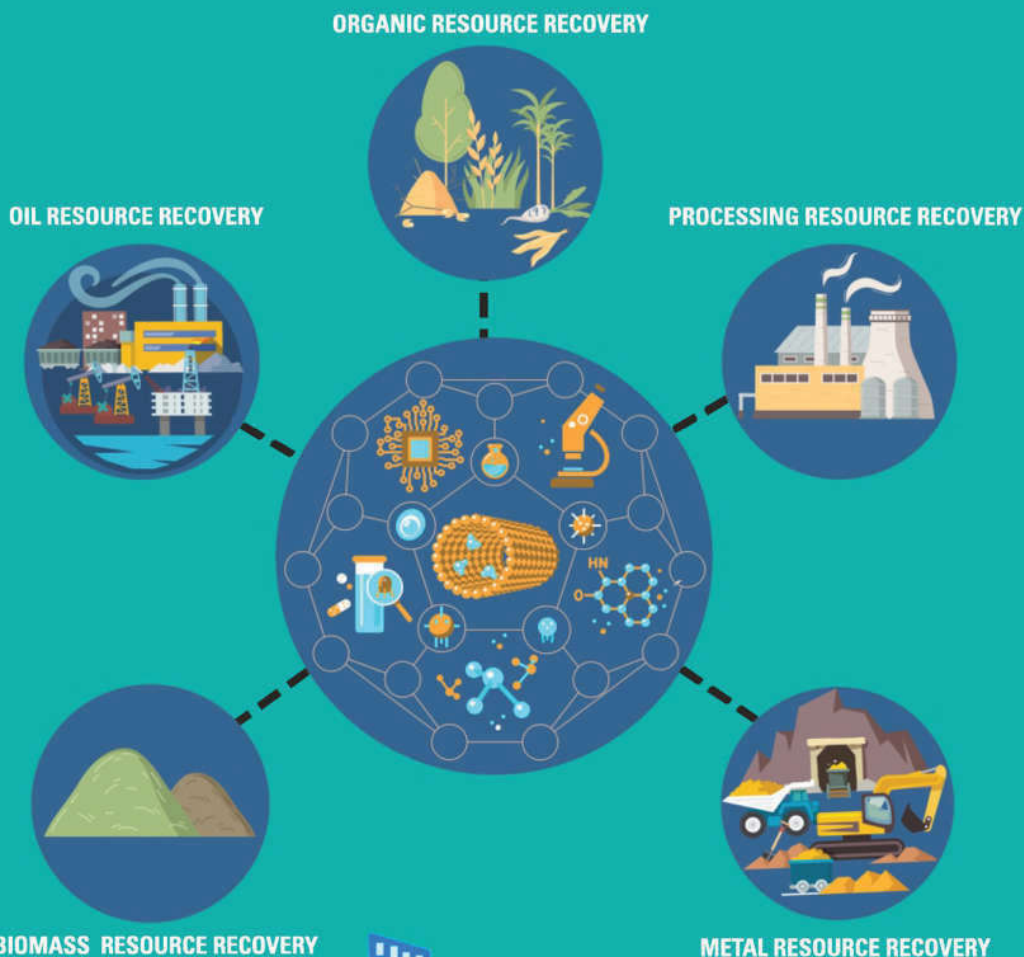 ORGANIC RESOURCE RECOVERY
OIL RESOURCE RECOVERY
PROCESSING RESOURCE RECOVERY
HN
O
BIOMASS RESOURCE RECOVERY
METAL RESOURCE RECOVERY